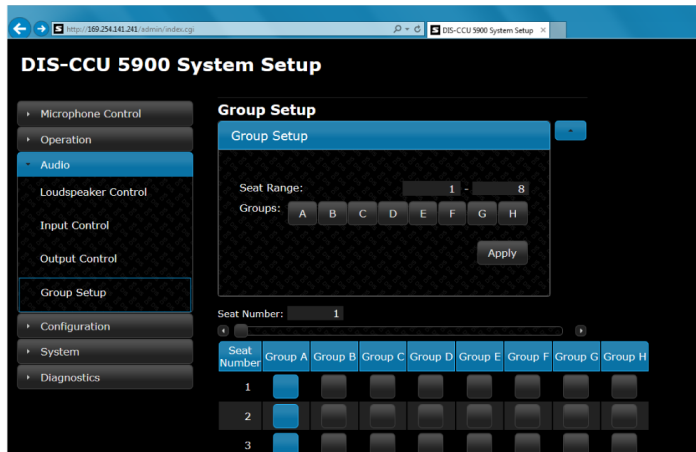 http://169.254.141.241/admin/index.cgi
DIS-CCU 5900 System Setup ×
DIS-CCU 5900 System Setup
Microphone Control
Operation
Audio
Loudspeaker Control
Input Control
Output Control
Group Setup
Configuration
System
Diagnostics
Group Setup
Group Setup
Seat Range: 1 - 8
Groups: A B C D E F G H
Apply
Seat Number: 1
Seat Number Group A Group B Group C Group D Group E Group F Group G Group H
1
2
3